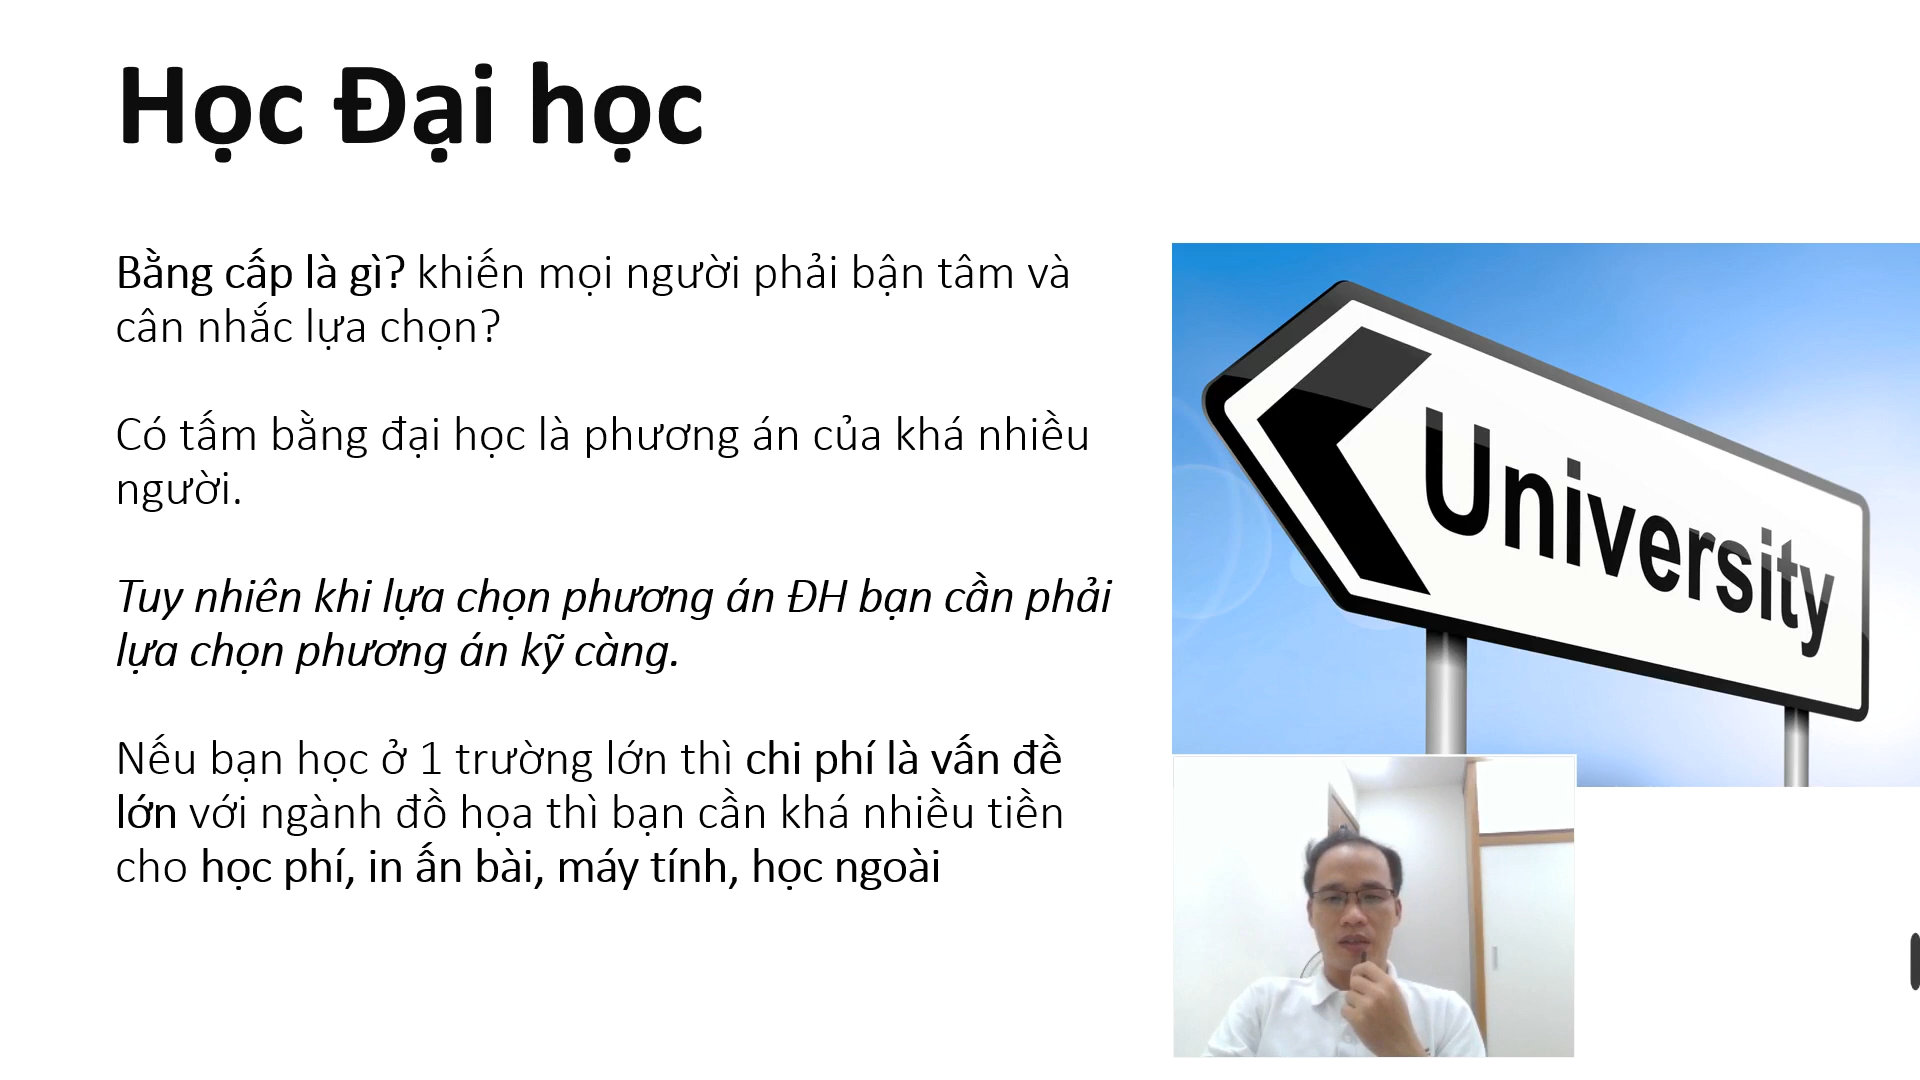 Học Đại học
Bằng cấp là gì? khiến mọi người phải bận tâm và
cân nhắc lựa chọn?
Có tấm bằng đại học là phương án của khá nhiều
người.
Tuy nhiên khi lựa chọn phương án ĐH bạn cần phải
lựa chọn phương án kỹ càng.
Nếu bạn học ở 1 trường lớn thì chi phí là vấn đề
lớn với ngành đồ họa thì bạn cần khá nhiều tiền
cho học phí, in ấn bài, máy tính, học ngoài
University